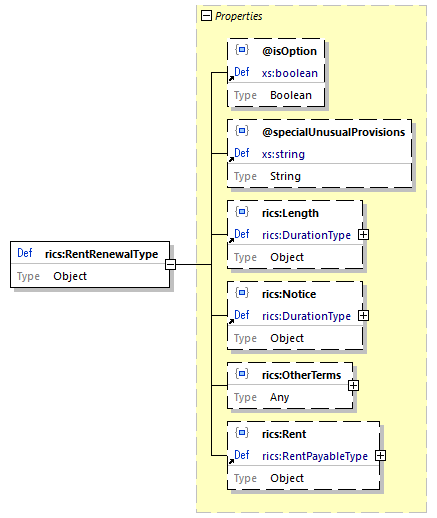 Properties
@isOption
Def xs:boolean
Type Boolean
@specialUnusualProvisions
Def xs:string
Type String
rics:Length
Def rics:DurationType
Type Object
Def rics:RentRenewalType
Type Object
rics:Notice
Def rics:DurationType
Type Object
rics:OtherTerms
Type Any
rics:Rent
Def rics:RentPayableType
Type Object